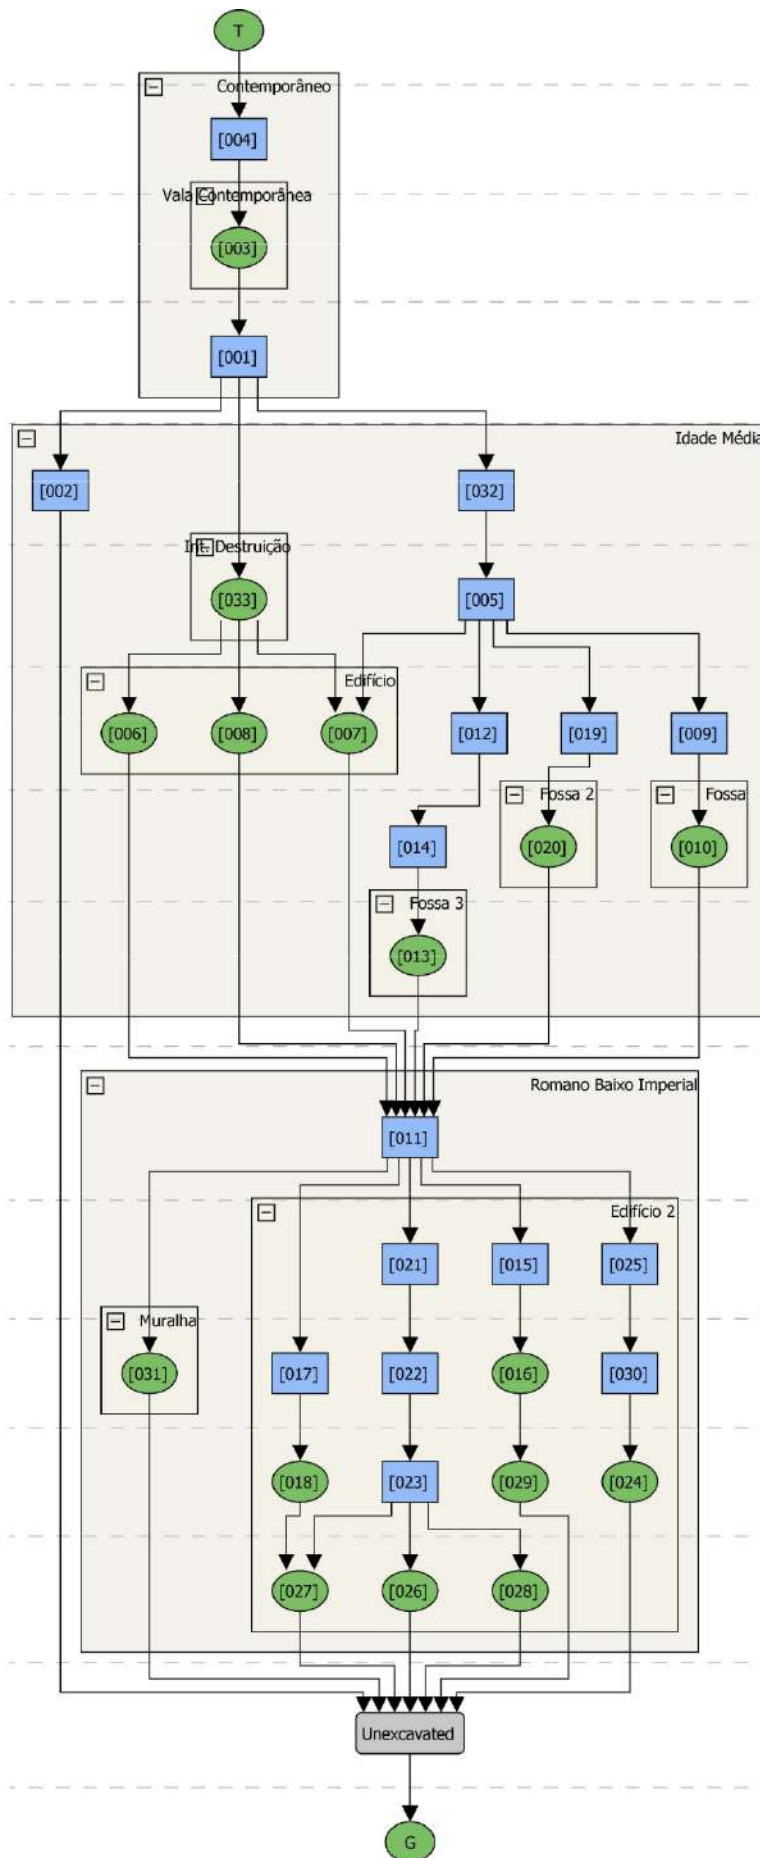 T
Contemporâneo
[004]
Vala Contemporânea
[003]
[001]
Idade Média
[002]
[032]
Int. Destruição
[033]
[005]
Edifício
[006]
[008]
[007]
[012]
[019]
[009]
Fossa 2
Fossa
[014]
[020]
[010]
Fossa 3
[013]
Romano Baixo Imperial
[011]
Edifício 2
[021]
[015]
[025]
Muralha
[031]
[017]
[022]
[016]
[030]
[018]
[023]
[029]
[024]
[027]
[026]
[028]
Unexcavated
G